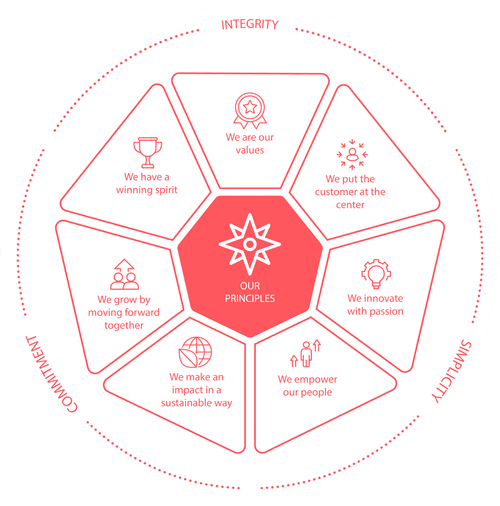 INTEGRITY
We are our
values
We put the
customer at the
center
We innovate
with passion
We empower
our people
We make an
impact in a
sustainable way
We grow by
moving forward
together
We have a
winning spirit
OUR
PRINCIPLES
SIMPLICITY
COMMITMENT